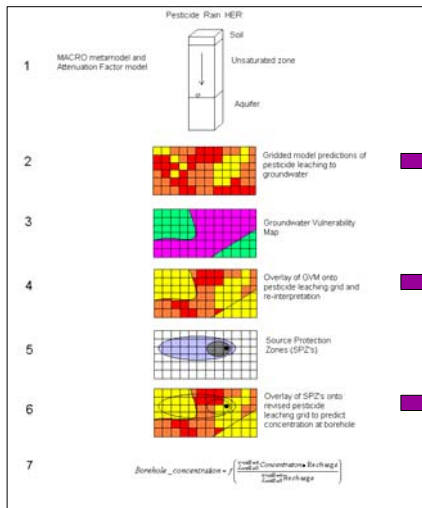 Pesticide Rain HER
Soil
1
MACRO metamodel and
Attenuation Factor model
Unsaturated zone
Aquifer
2
Gridded model predictions of
pesticide leaching to
groundwater
3
Groundwater Vulnerability
Map
4
Overlay of GVM onto
pesticide leaching grid and
re-interpretation
5
Source Protection
Zones (SPZ's)
6
Overlay of SPZ's onto
revised pesticide
leaching grid to predict
concentration at borehole
7
Borehole_concentration = f( Concentration • Recharge
Recharge )